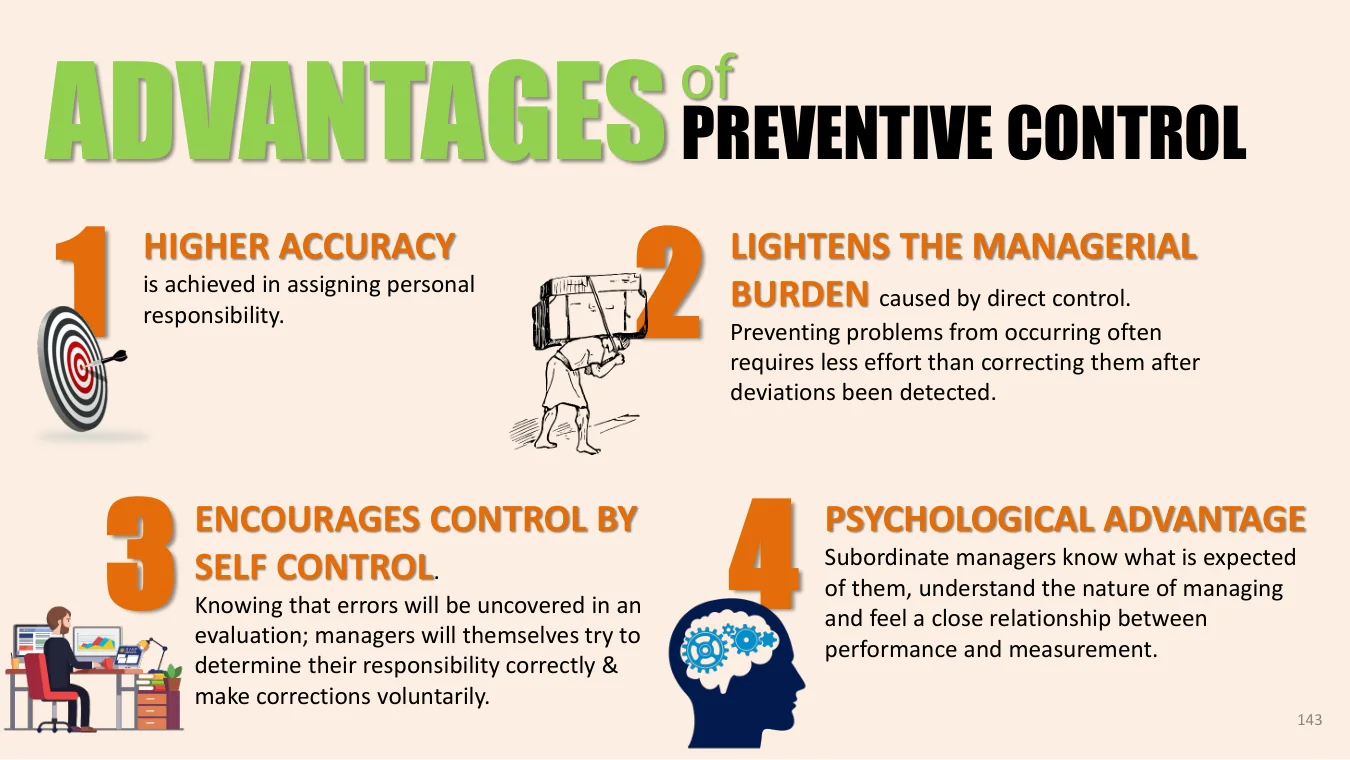 ADVANTAGES of
PREVENTIVE CONTROL
1
HIGHER ACCURACY
is achieved in assigning personal
responsibility.
2
LIGHTENS THE MANAGERIAL
BURDEN caused by direct control.
Preventing problems from occurring often
requires less effort than correcting them after
deviations been detected.
3
ENCOURAGES CONTROL BY
SELF CONTROL.
Knowing that errors will be uncovered in an
evaluation; managers will themselves try to
determine their responsibility correctly &
make corrections voluntarily.
4
PSYCHOLOGICAL ADVANTAGE
Subordinate managers know what is expected
of them, understand the nature of managing
and feel a close relationship between
performance and measurement.
143